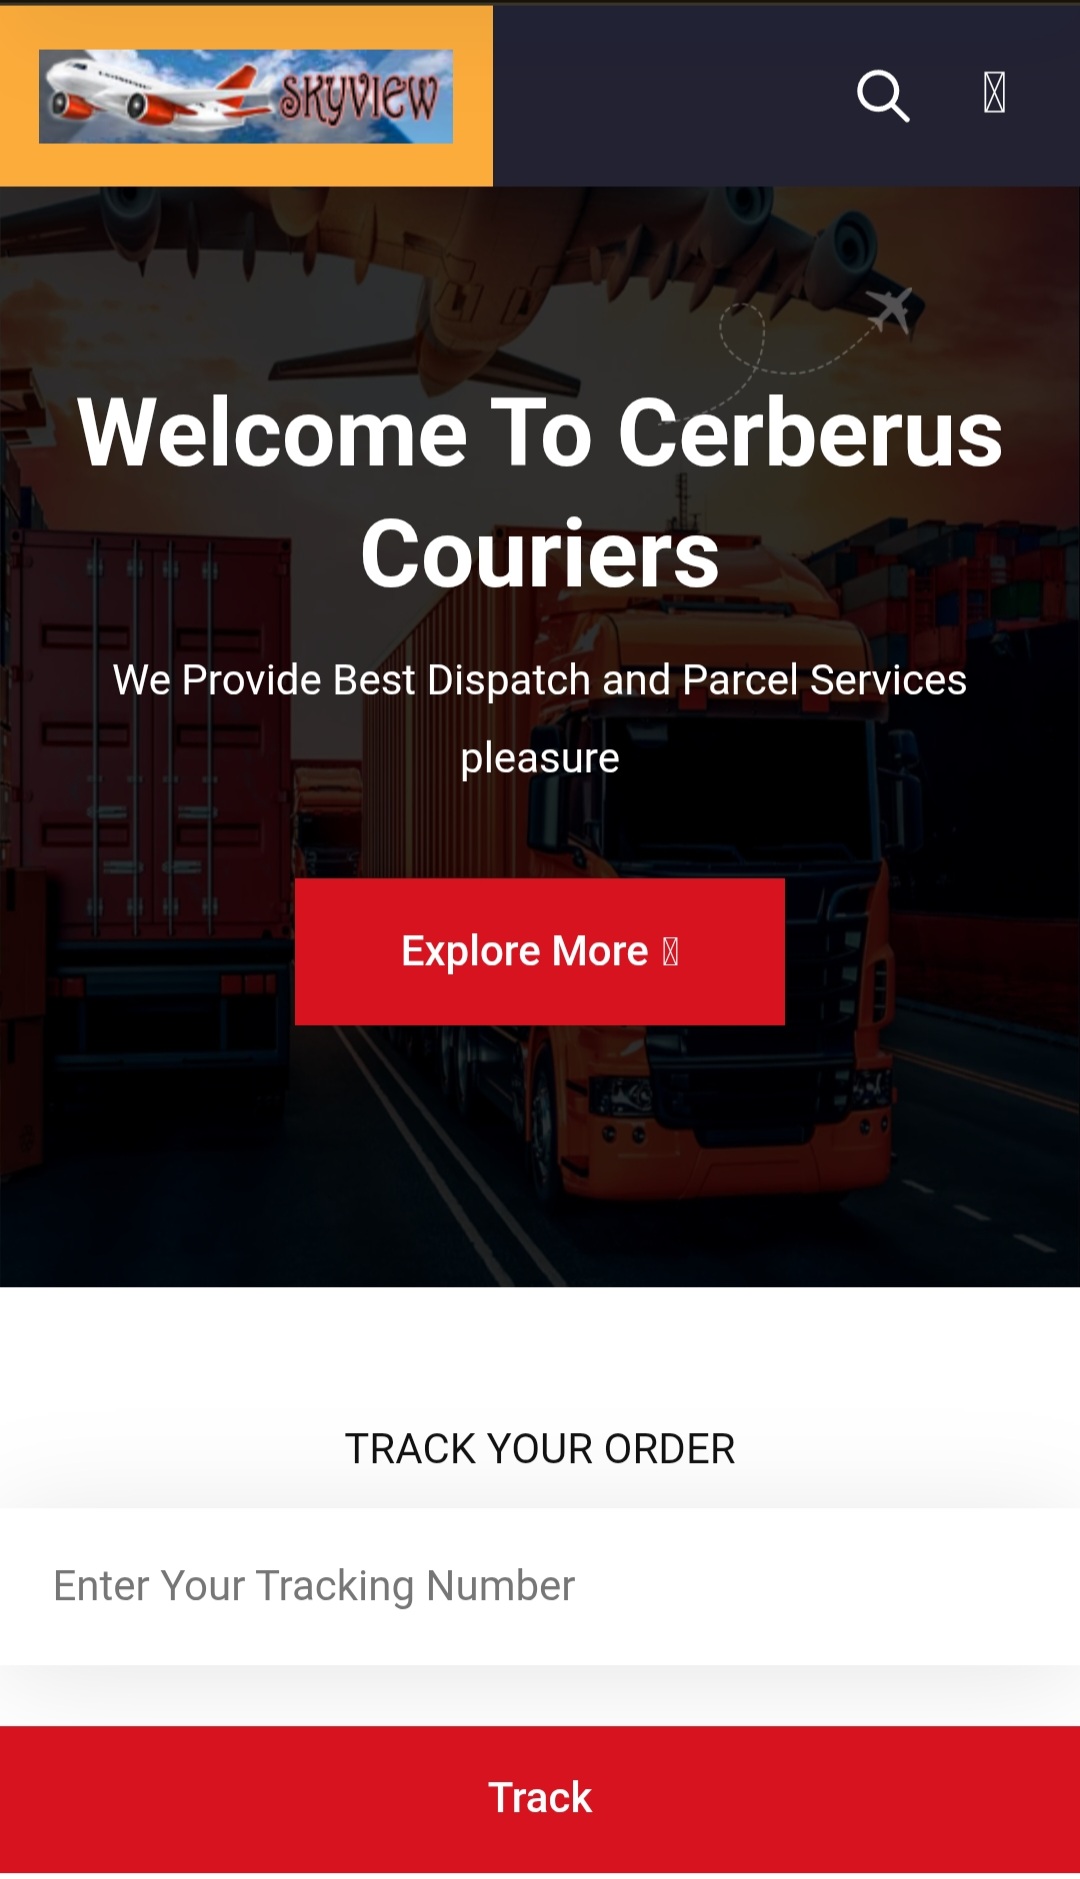 SKYVIEW
Welcome To Cerberus
Couriers
We Provide Best Dispatch and Parcel Services
pleasure
Explore More
TRACK YOUR ORDER
Enter Your Tracking Number
Track